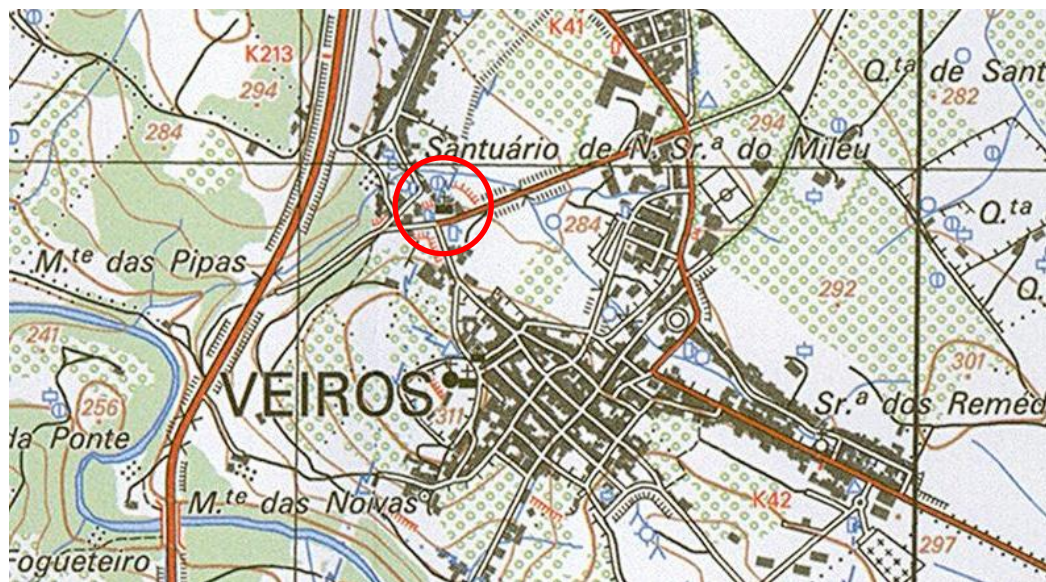 K41
K213
294
Q.ta de Sant
282
284
294
Santuário de N. Sr.a do Mileu
284
Q.ta
M.te das Pipas
292
Q.
241
301
VEIROS
311
256
Sr.a dos Reméd
da Ponte
M.te das Noivas
K42
297
ogueteiro